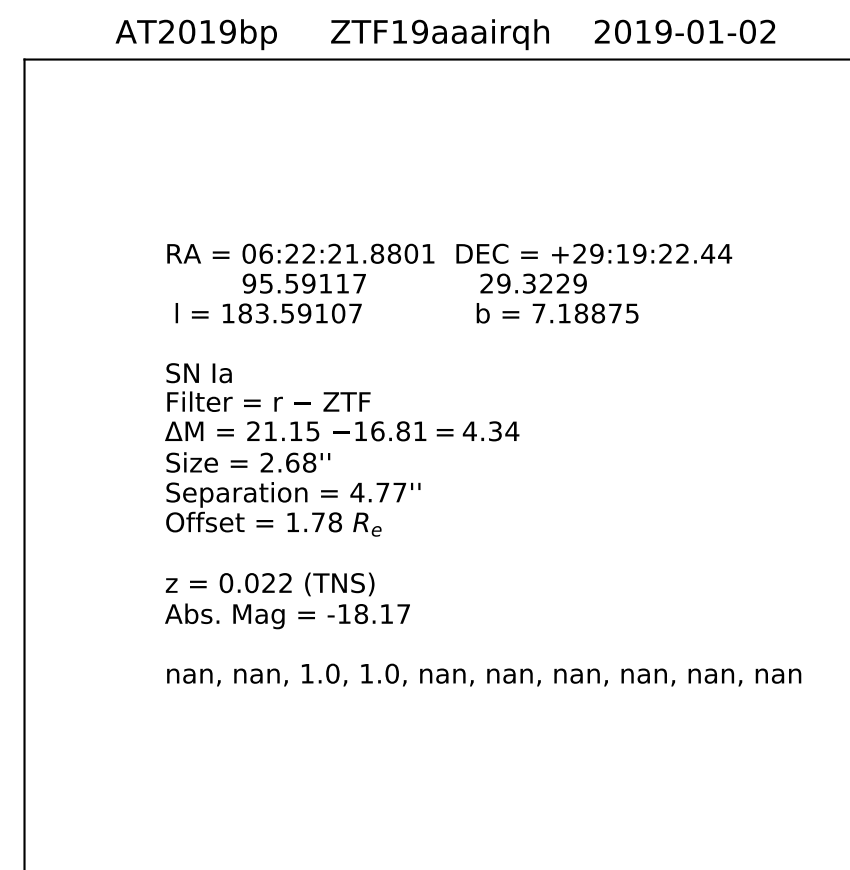 AT2019bp ZTF19aaairqh 2019-01-02
RA = 06:22:21.8801 DEC = +29:19:22.44
95.59117 29.3229
l = 183.59107 b = 7.18875
SN Ia
Filter = r − ZTF
ΔM = 21.15 −16.81 = 4.34
Size = 2.68''
Separation = 4.77''
Offset = 1.78 Rₑ
z = 0.022 (TNS)
Abs. Mag = -18.17
nan, nan, 1.0, 1.0, nan, nan, nan, nan, nan, nan